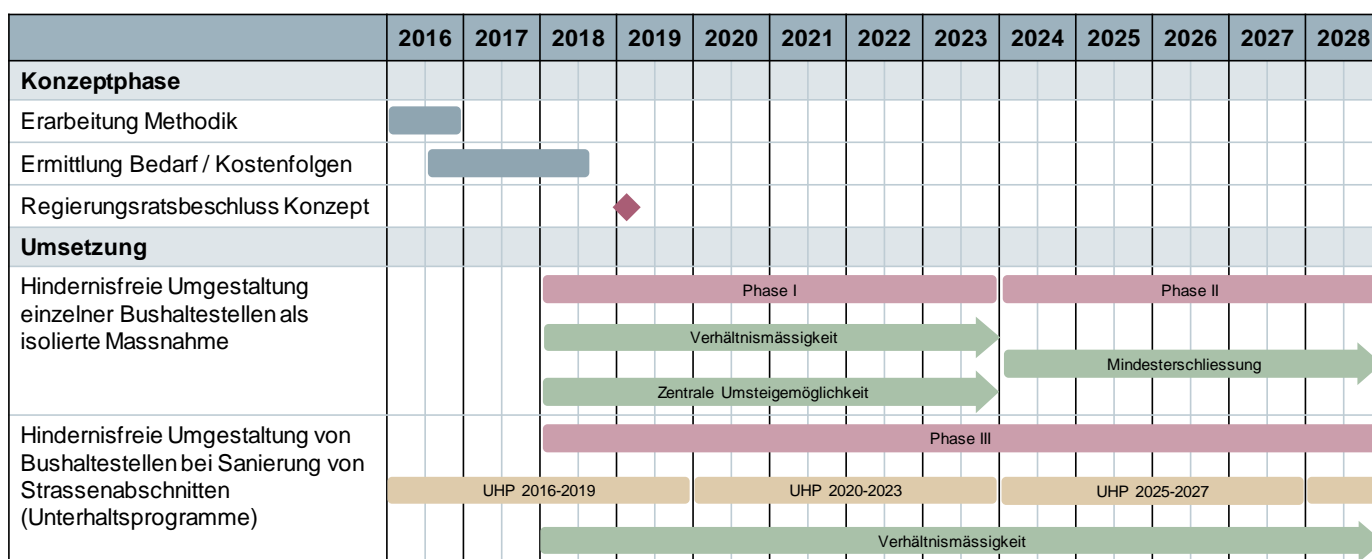 2016 2017 2018 2019 2020 2021 2022 2023 2024 2025 2026 2027 2028
Konzeptphase
Erarbeitung Methodik
Ermittlung Bedarf / Kostenfolgen
Regierungsratsbeschluss Konzept
Umsetzung
Hindernisfreie Umgestaltung
einzelner Bushaltestellen als
isolierte Massnahme
Phase I
Phase II
Verhältnismässigkeit
Mindesterschliessung
Zentrale Umsteigemöglichkeit
Hindernisfreie Umgestaltung von
Bushaltestellen bei Sanierung von
Strassenabschnitten
(Unterhaltsprogramme)
Phase III
UHP 2016-2019
UHP 2020-2023
UHP 2025-2027
Verhältnismässigkeit